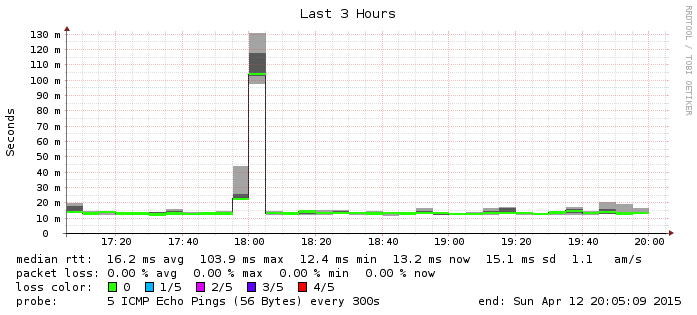 Last 3 Hours
RRDTOOL / TOBI OETIKER
Seconds
130 m
120 m
110 m
100 m
90 m
80 m
70 m
60 m
50 m
40 m
30 m
20 m
10 m
0
17:20 17:40 18:00 18:20 18:40 19:00 19:20 19:40 20:00
median rtt: 16.2 ms avg 103.9 ms max 12.4 ms min 13.2 ms now 15.1 ms sd 1.1 am/s
packet loss: 0.00 % avg 0.00 % max 0.00 % min 0.00 % now
loss color: 0 1/5 2/5 3/5 4/5
probe: 5 ICMP Echo Pings (56 Bytes) every 300s end: Sun Apr 12 20:05:09 2015